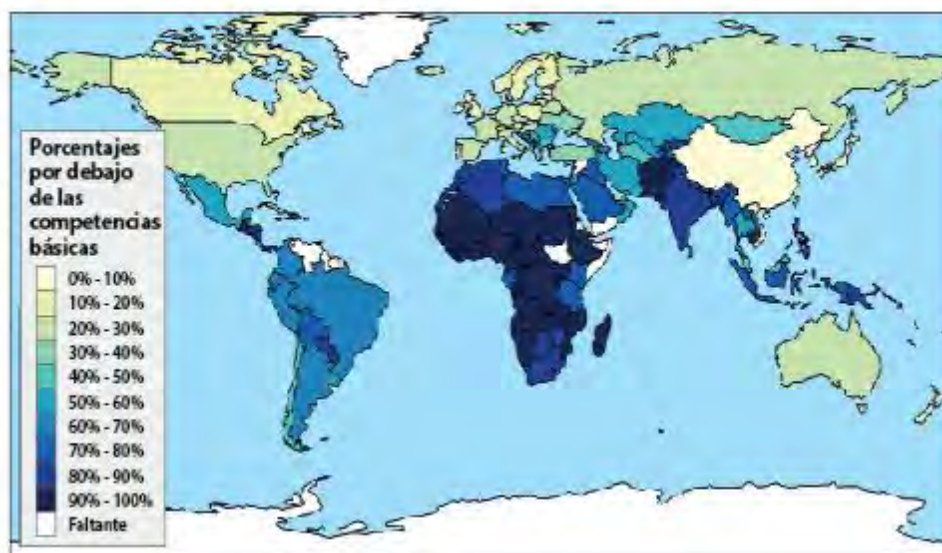 Porcentajes
por debajo
de las
competencias
básicas
0% - 10%
10% - 20%
20% - 30%
30% - 40%
40% - 50%
50% - 60%
60% - 70%
70% - 80%
80% - 90%
90% - 100%
Faltante